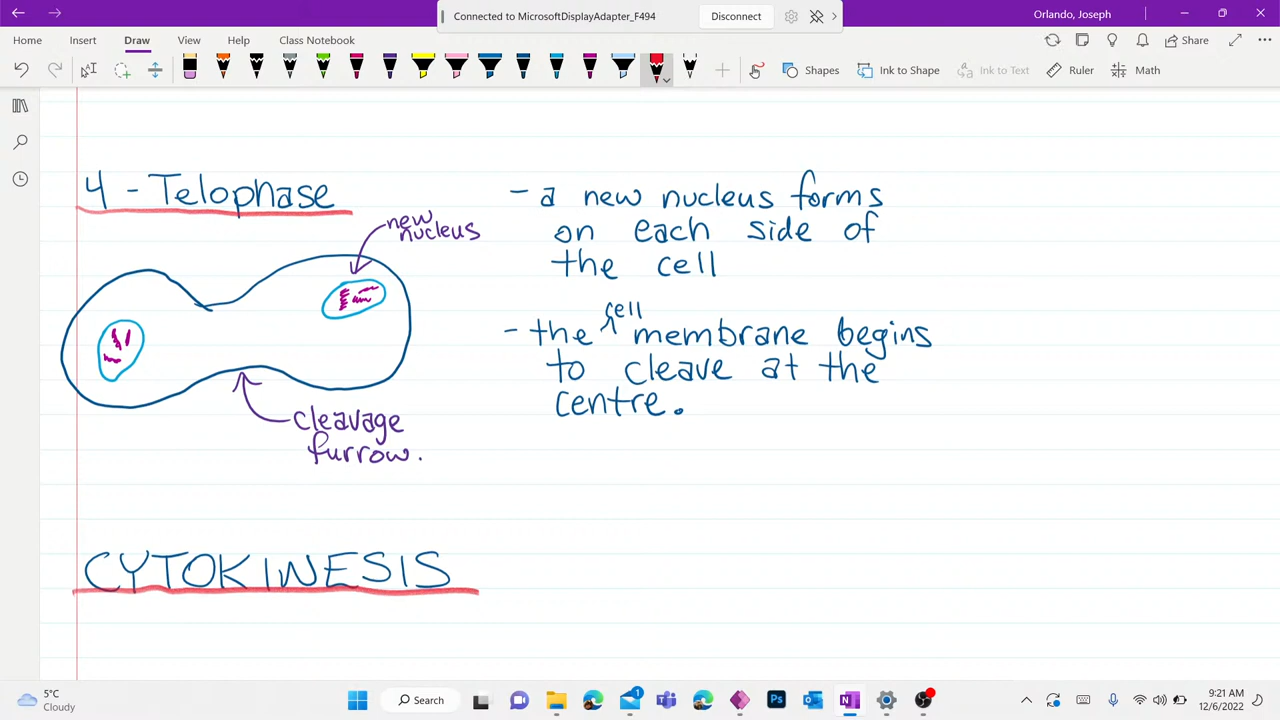 Connected to MicrosoftDisplayAdapter_F494
Disconnect
Orlando, Joseph
Home Insert Draw View Help Class Notebook
Share
Shapes
Ink to Shape
Ink to Text
Ruler
Math
4 - Telophase
new
nucleus
cleavage
furrow.
- a new nucleus forms
on each side of
the cell
- the cell membrane begins
to cleave at the
centre.
CYTOKINESIS
5°C
Cloudy
Search
1
Ps
N
9:21 AM
12/6/2022